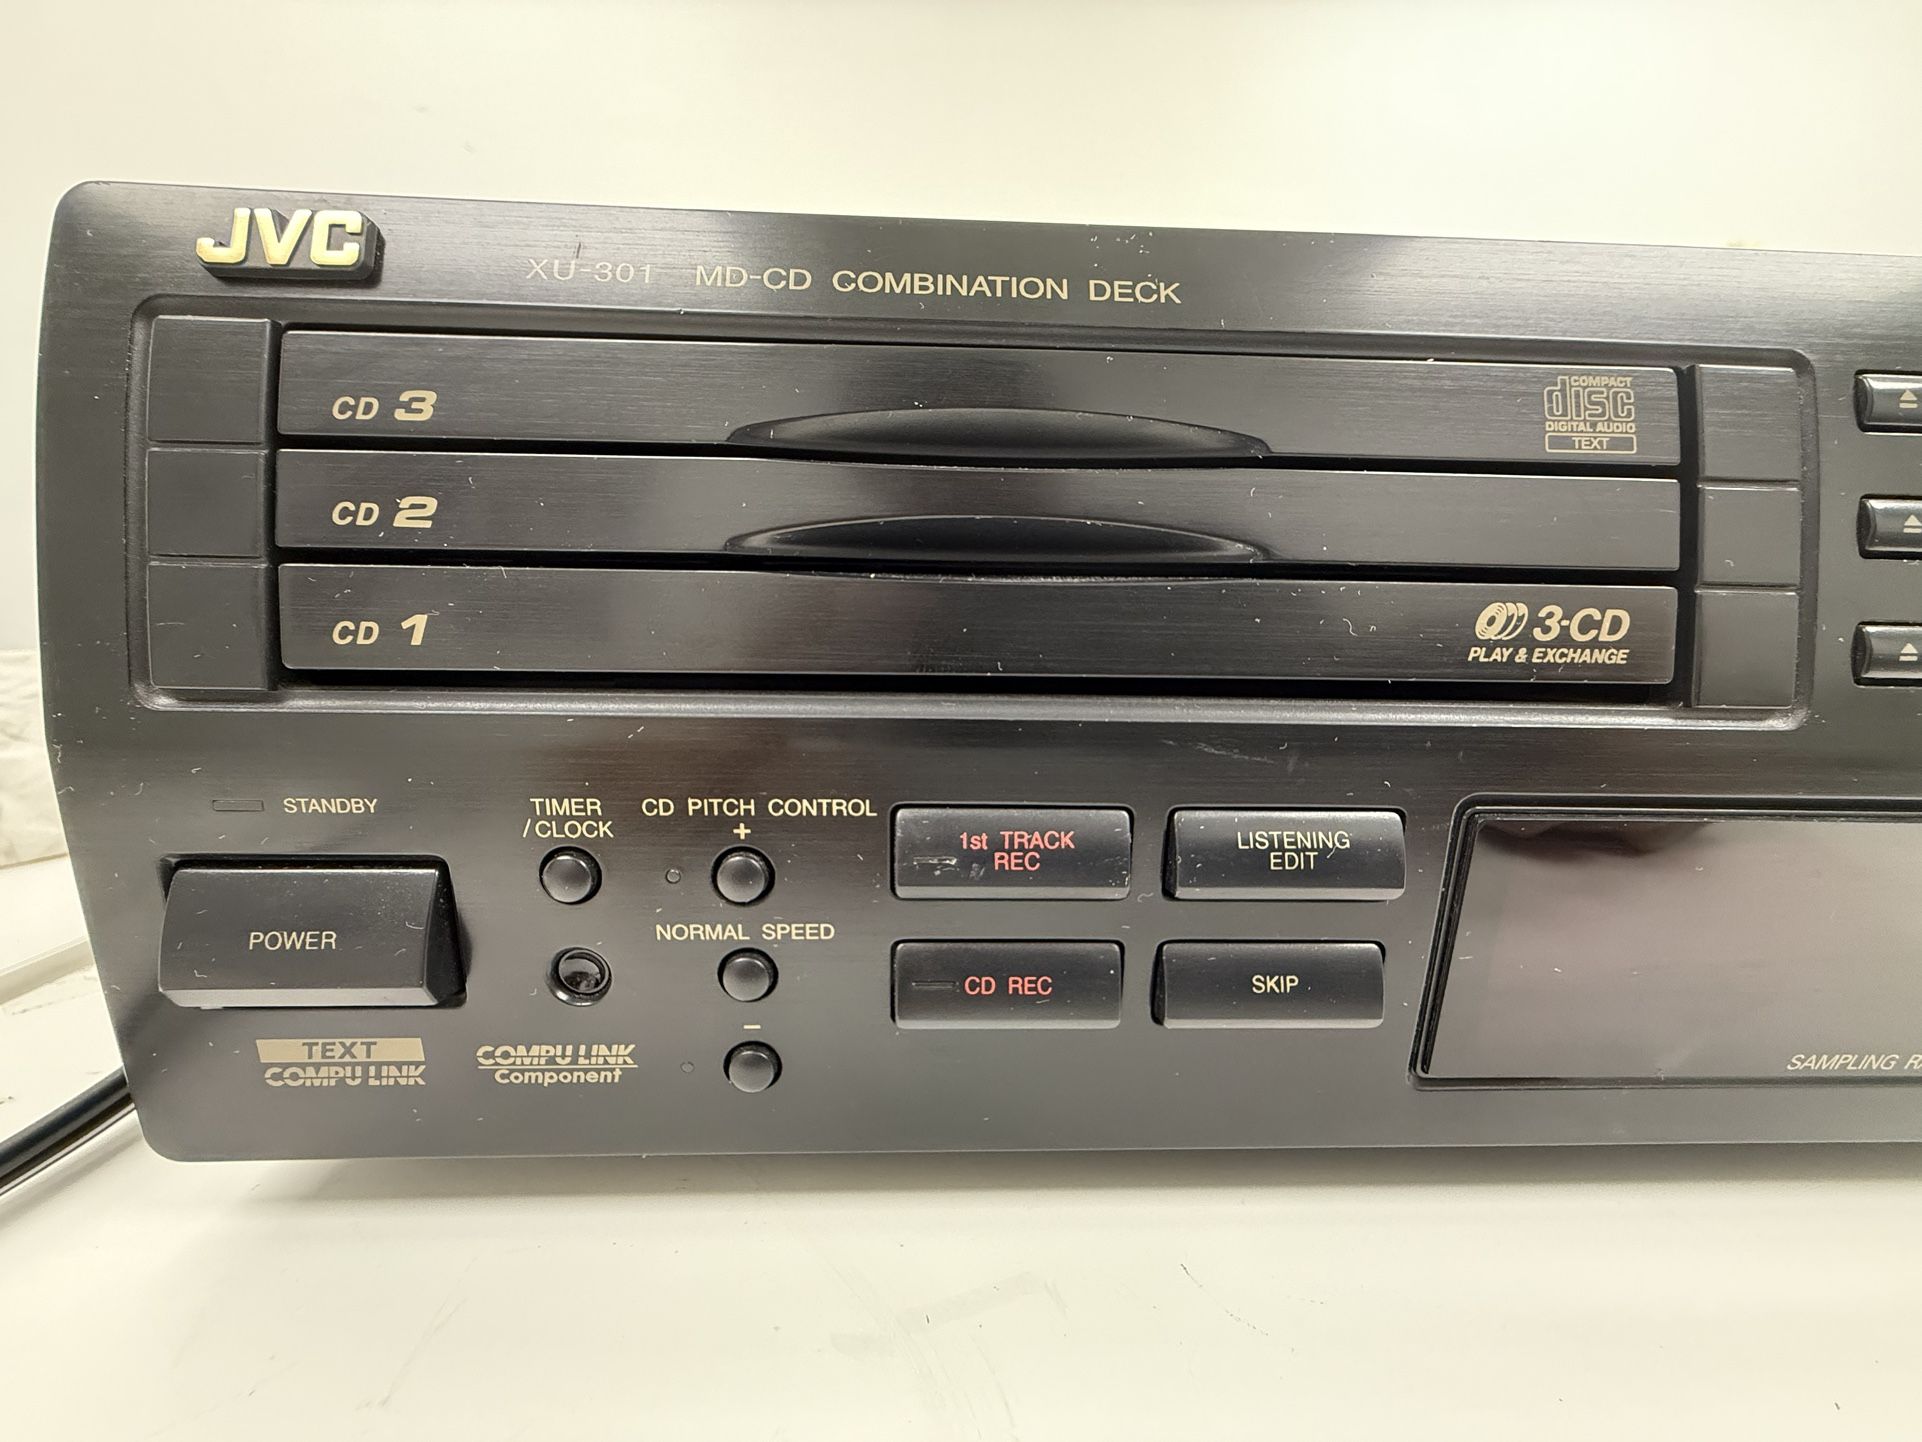 JVC
XU-301 MD-CD COMBINATION DECK
CD 3
COMPACT
disc
DIGITAL AUDIO
TEXT
CD 2
CD 1
3-CD
PLAY & EXCHANGE
STANDBY
TIMER
/CLOCK
CD PITCH CONTROL
+
1st TRACK
REC
LISTENING
EDIT
POWER
NORMAL SPEED
CD REC
SKIP
−
TEXT
COMPU LINK
COMPU LINK
Component
SAMPLING